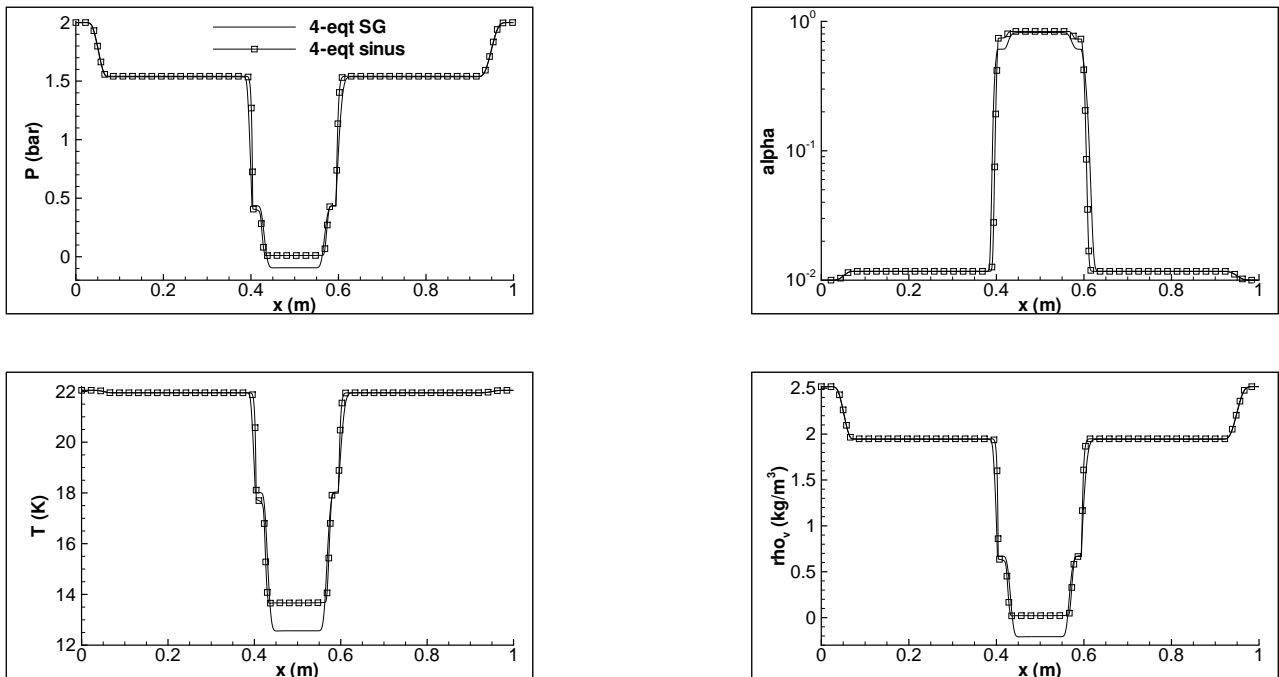 4-eqt SG
4-eqt sinus
P (bar)
2
1.5
1
0.5
0
0 0.2 0.4 0.6 0.8 1
x (m)
alpha
10^0
10^-1
10^-2
0 0.2 0.4 0.6 0.8 1
x (m)
T (K)
22
20
18
16
14
12
0 0.2 0.4 0.6 0.8 1
x (m)
rho_v (kg/m^3)
2.5
2
1.5
1
0.5
0
0 0.2 0.4 0.6 0.8 1
x (m)